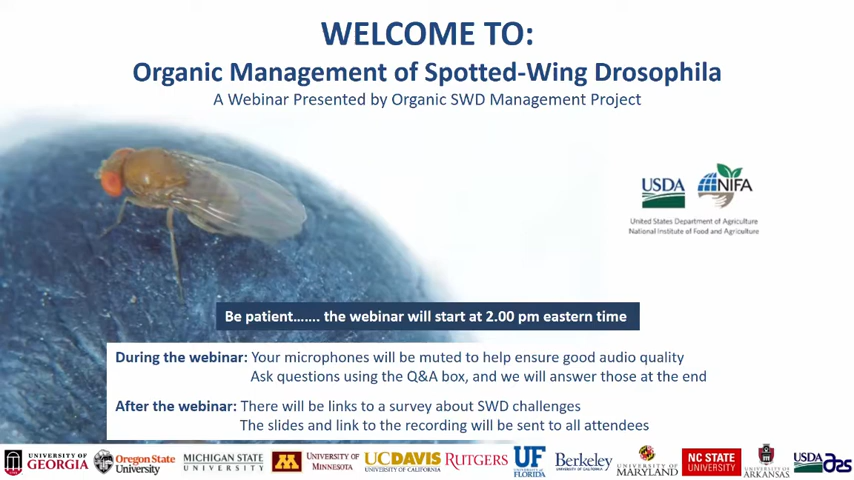 WELCOME TO:
Organic Management of Spotted-Wing Drosophila
A Webinar Presented by Organic SWD Management Project
USDA NIFA
United States Department of Agriculture
National Institute of Food and Agriculture
Be patient……. the webinar will start at 2.00 pm eastern time
During the webinar: Your microphones will be muted to help ensure good audio quality
Ask questions using the Q&A box, and we will answer those at the end
After the webinar: There will be links to a survey about SWD challenges
The slides and link to the recording will be sent to all attendees
UNIVERSITY OF
GEORGIA
Oregon State
University
MICHIGAN STATE
UNIVERSITY
UNIVERSITY OF
MINNESOTA
UCDAVIS
UNIVERSITY OF CALIFORNIA
RUTGERS
UF
UNIVERSITY of
FLORIDA
Berkeley
UNIVERSITY OF CALIFORNIA
UNIVERSITY OF
MARYLAND
NC STATE
UNIVERSITY
UNIVERSITY OF
ARKANSAS
USDA ars